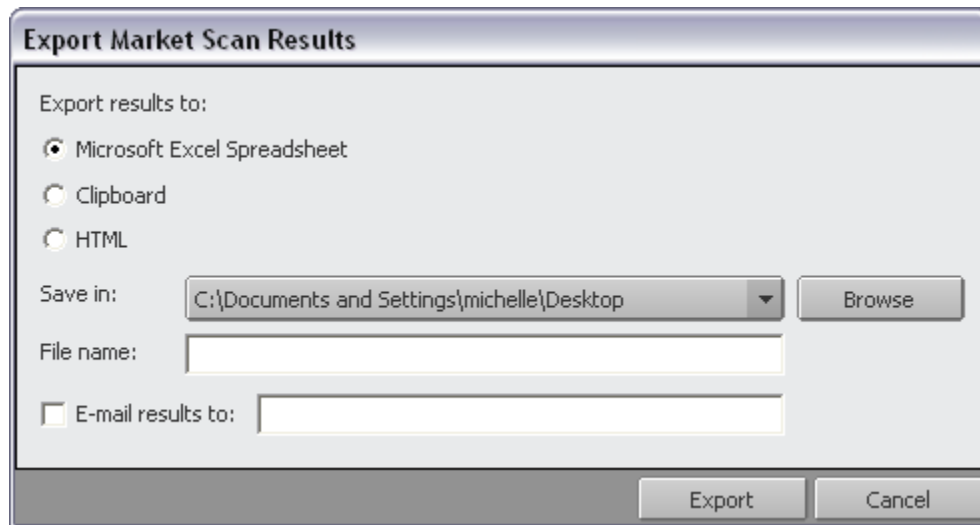 Export Market Scan Results
Export results to:
Microsoft Excel Spreadsheet
Clipboard
HTML
Save in: C:\Documents and Settings\michelle\Desktop Browse
File name:
E-mail results to:
Export Cancel